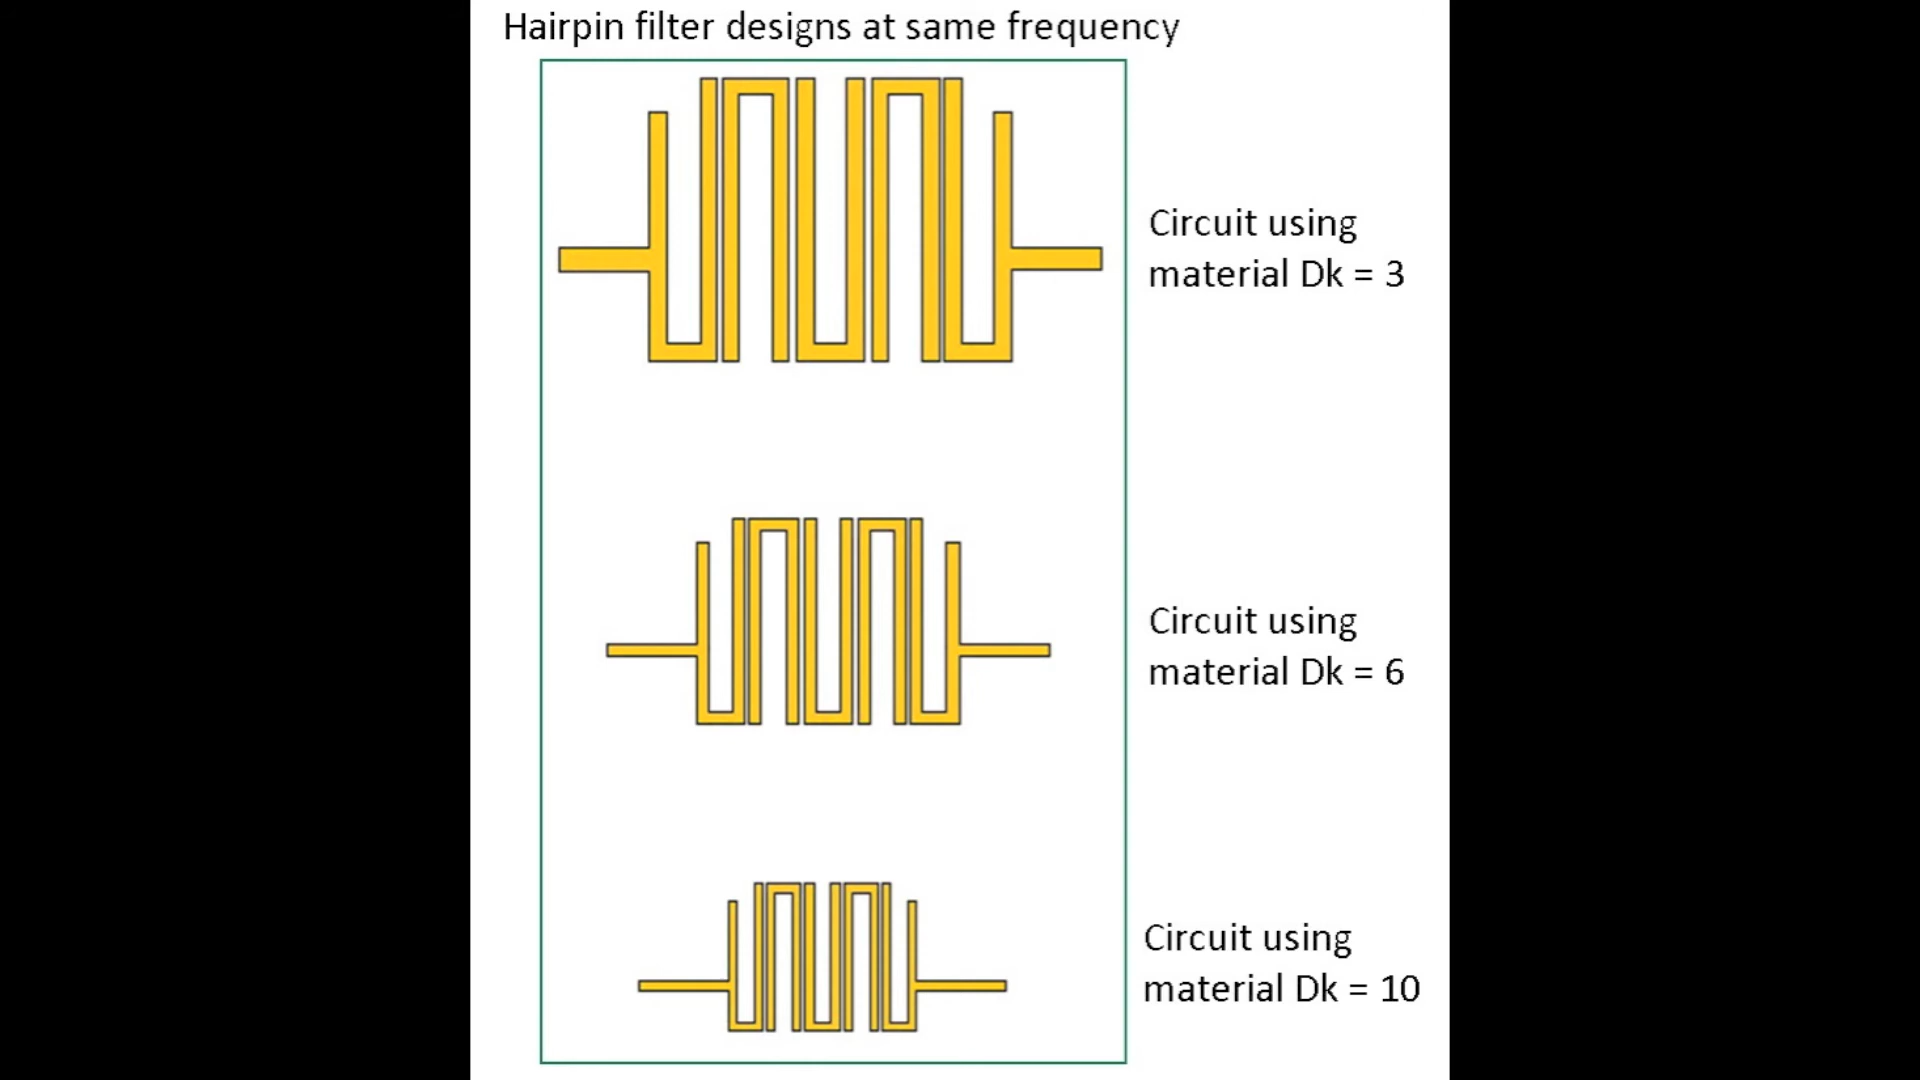 Hairpin filter designs at same frequency
Circuit using
material Dk = 3
Circuit using
material Dk = 6
Circuit using
material Dk = 10